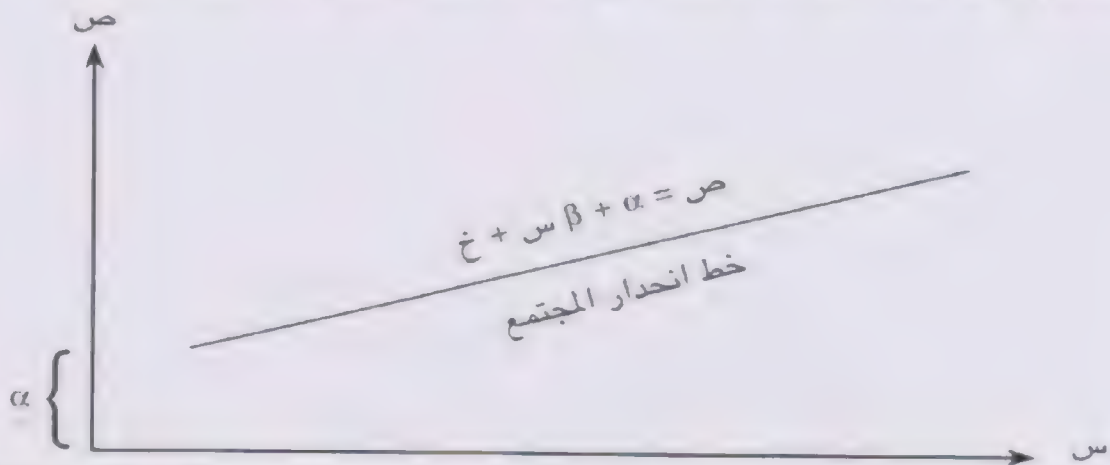 ص
ص = α + β س + خ
خط انحدار المجتمع
α
س